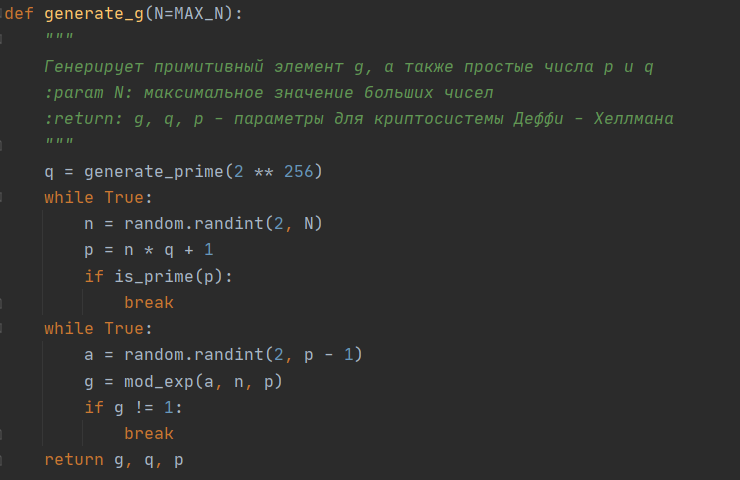 def generate_g(N=MAX_N):
    """
    Генерирует примитивный элемент g, а также простые числа p и q
    :param N: максимальное значение больших чисел
    :return: g, q, p - параметры для криптосистемы Деффи - Хеллмана
    """
    q = generate_prime(2 ** 256)
    while True:
        n = random.randint(2, N)
        p = n * q + 1
        if is_prime(p):
            break
    while True:
        a = random.randint(2, p - 1)
        g = mod_exp(a, n, p)
        if g != 1:
            break
    return g, q, p